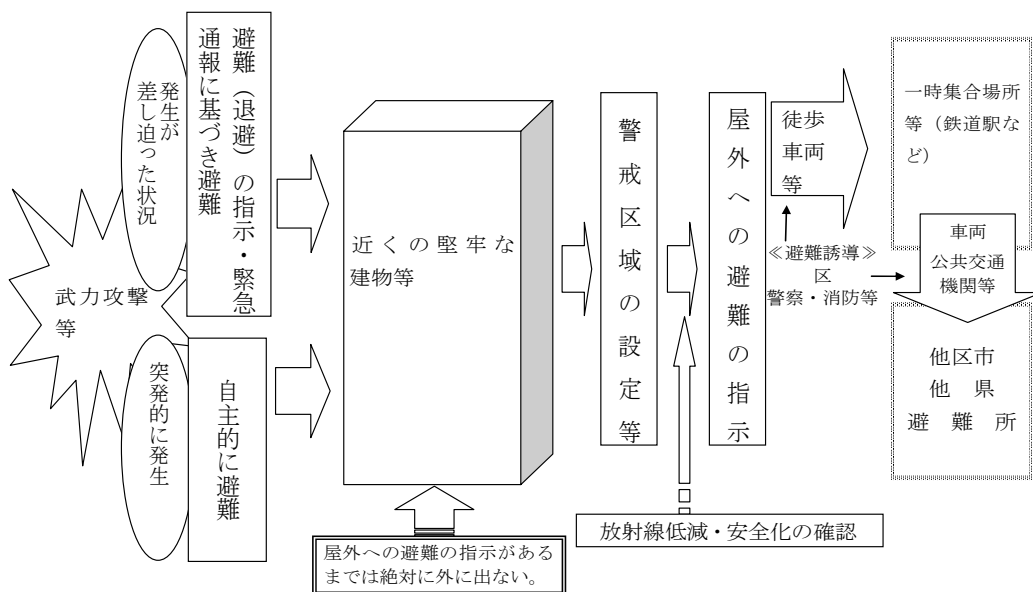 武力攻撃
等
発生が
差し迫った状況
避難（退避）の指示・緊急
通報に基づき避難
突発的に発生
自主的に避難
近くの堅牢な
建物等
屋外への避難の指示がある
までは絶対に外に出ない。
警戒区域の設定等
放射線低減・安全化の確認
屋外への避難の指示
徒歩
車両
等
≪避難誘導≫
区
警察・消防等
一時集合場所
等（鉄道駅な
ど）
車両
公共交通
機関等
他区市
他　県
避　難　所